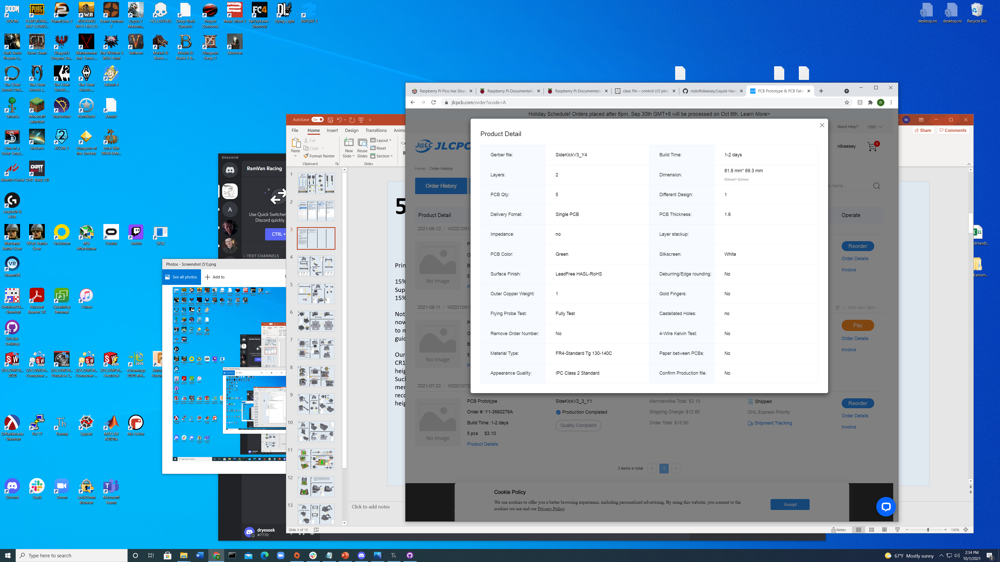 DOOM
PLAYERUNK... BATTLEGRO...
PlanetSide 2
RUNNING WITH RIFLES
Team Fortress 2
Crysis 2 Maximu...
HELLDIVERS
Deep Rock Galactic
Project Zomboid
Mass Effect 2
FarCry4.exe - Shortcut
Dying Light
PAYDAY 2
desktop.ini
desktop.ini
Recycle Bin
Dark Souls Prepare t...
Grim Dawn
Dragon's Dogma Da...
Warhammer End Times ...
The Witcher 3 Wild Hunt
Valheim
Mount & Blade ...
Mount & Blade II B...
Dungeon Siege 2
Absolver
The Elder Scrolls Onli...
The Elder Scrolls I...
The Elder Scrolls ...
The Elder Scrolls ...
Fallout 4
Terraria
Minecraft Launcher
Starbound
RimWorld
Kenshi
Sins of a Solar Empi...
Stellaris
XCOM 2
Dungeon of the Endless
Total War WARHAM...
Assetto Corsa
DiRT Rally 2.0
Logitech G HUB
Warband Battle Sizer
WFaS Battle Sizer
FireStorm
MSI Afterburner
Oculus
Twitch
SKSE
SteamVR
DesktopOK... - Shortcut
Acrobat Reader DC
Splashtop Personal
iTunes
GitHub Desktop
SOLIDWOR... 2020
SOLIDWOR... Composer ...
SOLIDWOR... Visualize 2...
SOLIDWOR... Composer ...
SOLIDWOR... Electrical
eDrawings 2020 x64...
Autoc Fusion
DrRacket.exe - Shortcut
PuTTY
Thonny
Spyder
MATLAB R2020a
Mu Editor
Discord
Slack
Zoom
LockDown Browser
Microsoft Teams
Photos - Screenshot (51).png
See all photos
Add to
Discord
RamVan Racing
A
Use Quick Switcher
Discord quickly.
CTRL +
TEXT CHANNELS
dryeseek
#7770
AutoSave On
File Home Insert Design Transitions Anima
Paste
Cut
Copy
Format Painter
Clipboard
New Slide
Reuse Slides
Layout
Reset
Section
Slides
RK
Share
Comments
1
2
3
4
5
6
7
8
9
10
11
12
13
5
Prin
15%
Sup
15%
Not
now
to m
guid
Our
CR1
heig
Such
mer
reco
heig
Click to add notes
Slide 3 of 15
Notes
130%
Raspberry Pi Pico has Stop
Raspberry Pi Documentatio
Raspberry Pi Documentatio
class Pin – control I/O pins
rodolfokeesey/Liquid-Hanc
PCB Prototype & PCB Fabri
jlcpcb.com/order?scode=A
R
Holiday Schedule! Orders placed after 6pm, Sep 30th GMT+8 will be processed on Oct 6th. Learn More>
Need Help?
USD
J@LC JLCPC
rdkeesey
0
Home / Order History
Order History
e name...
Product Detail
Operate
Product Detail
Gerber file: SideKickV3_Y4 Build Time: 1-2 days
Layers: 2 Dimension: 81.8 mm* 69.3 mm
69mm* 82mm
PCB Qty: 5 Different Design: 1
Delivery Fomat: Single PCB PCB Thickness: 1.6
Impedance: no Layer stackup:
PCB Color: Green Silkscreen: White
Surface Finish: LeadFree HASL-RoHS Deburring/Edge rounding: No
Outer Copper Weight: 1 Gold Fingers: No
Flying Probe Test: Fully Test Castellated Holes: no
Remove Order Number: No 4-Wire Kelvin Test: No
Material Type: FR4-Standard Tg 130-140C Paper between PCBs: No
Appearance Quality: IPC Class 2 Standard Confirm Production file: No
2021-08-12 W2021081
No Image
Reorder
Order Details
Invoice
2021-08-11 W2021081
Add new item
No Image
Pay
Order Details
Invoice
2021-07-22 W2021072
No Image
PCB Prototype
Order #: Y1-3660278A
Build Time: 1-2 days
5 pcs $3.10
Product Details
SideKickV2_3_Y1
Production Completed
Quality Complaint
Merchandise Total: $3.10
Shipping Charge: $12.80
Order Total: $15.90
Shipped
DHL Express Priority
Shipment Tracking
Reorder
Order Details
Invoice
3 items in total < 1 >
Cookie Policy
We use cookies to offer you a better browsing experience, including personalized advertising. By using this website, you consent to the
cookies we use and our Privacy Policy.
Accept
dHandl...
Kanism...
Type here to search
67°F Mostly sunny
2:34 PM
10/1/2021
2